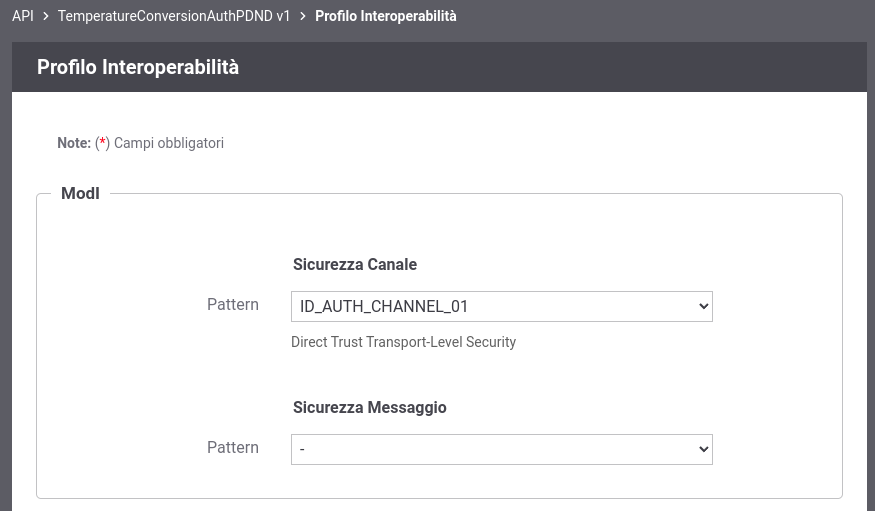 API > TemperatureConversionAuthPDND v1 > Profilo Interoperabilità
Profilo Interoperabilità
Note: (*) Campi obbligatori
ModI
Sicurezza Canale
Pattern ID_AUTH_CHANNEL_01
Direct Trust Transport-Level Security
Sicurezza Messaggio
Pattern -